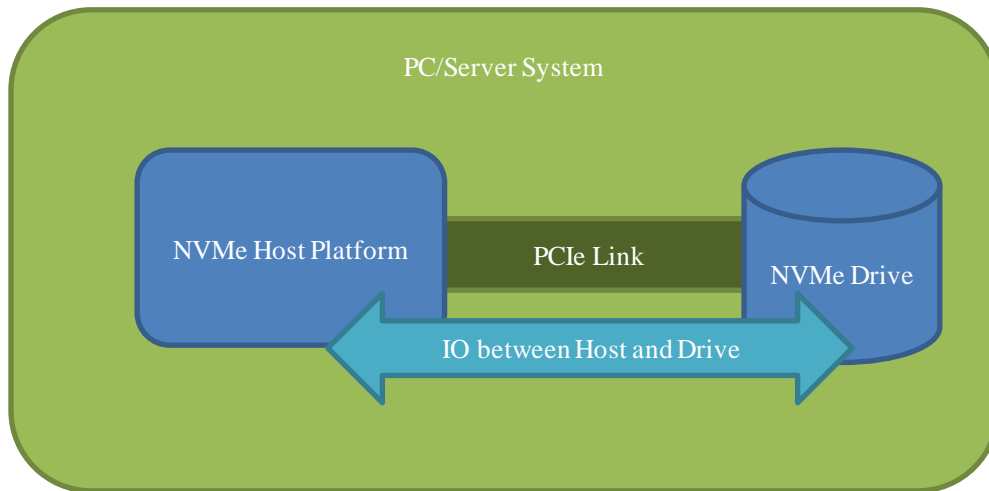 PC/Server System
NVMe Host Platform
PCIe Link
NVMe Drive
IO between Host and Drive